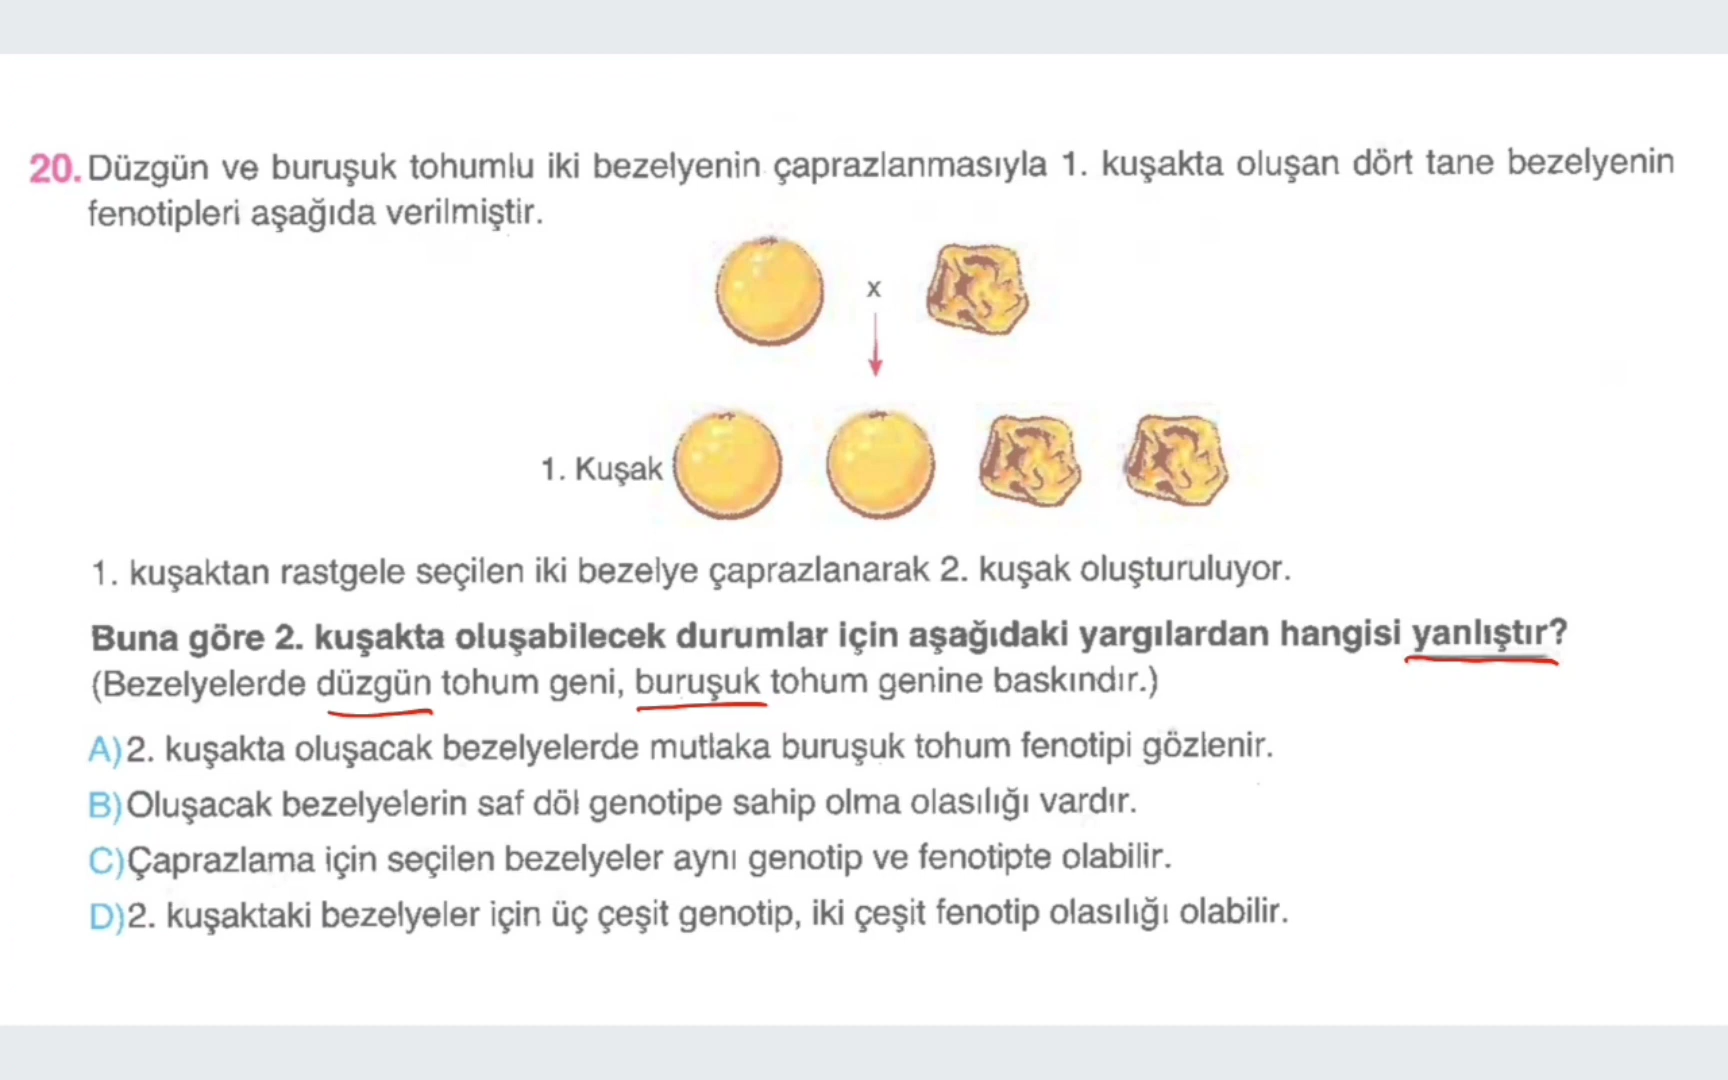 20. Düzgün ve buruşuk tohumlu iki bezelyenin çaprazlanmasıyla 1. kuşakta oluşan dört tane bezelyenin
fenotipleri aşağıda verilmiştir.
x
1. Kuşak
1. kuşaktan rastgele seçilen iki bezelye çaprazlanarak 2. kuşak oluşturuluyor.
Buna göre 2. kuşakta oluşabilecek durumlar için aşağıdaki yargılardan hangisi yanlıştır?
(Bezelyelerde düzgün tohum geni, buruşuk tohum genine baskındır.)
A) 2. kuşakta oluşacak bezelyelerde mutlaka buruşuk tohum fenotipi gözlenir.
B) Oluşacak bezelyelerin saf döl genotipe sahip olma olasılığı vardır.
C) Çaprazlama için seçilen bezelyeler aynı genotip ve fenotipte olabilir.
D) 2. kuşaktaki bezelyeler için üç çeşit genotip, iki çeşit fenotip olasılığı olabilir.